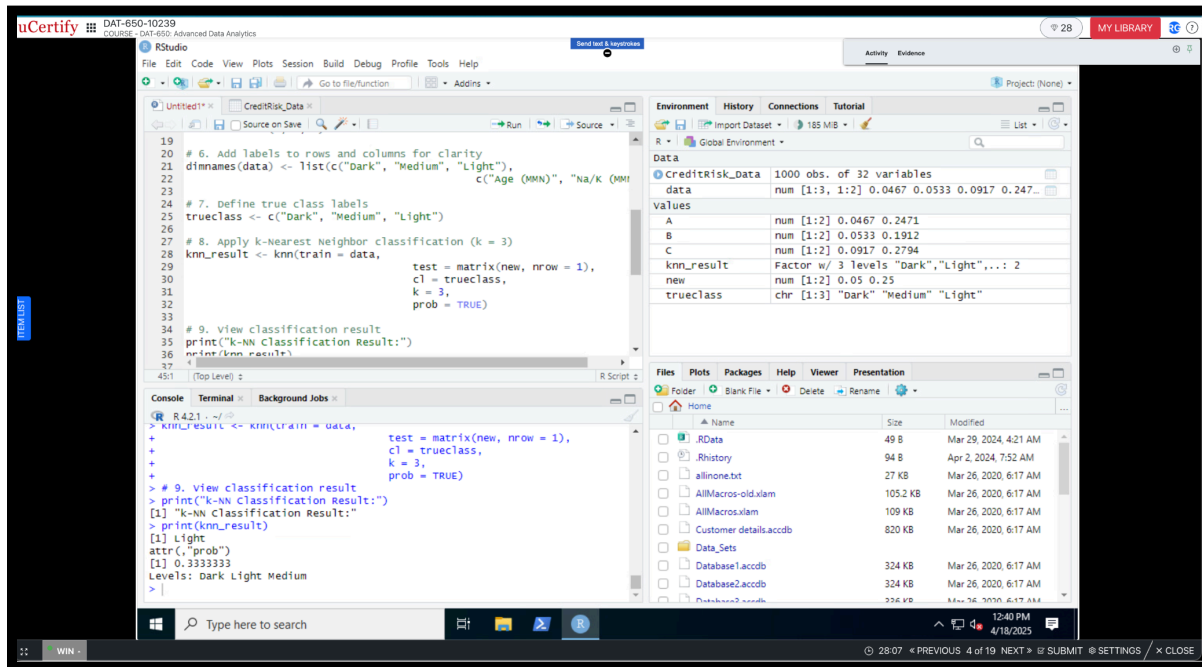 uCertify
DAT-650-10239
COURSE - DAT-650: Advanced Data Analytics
28
MY LIBRARY
RG
?
RStudio
Send text & keystrokes
Activity Evidence
File Edit Code View Plots Session Build Debug Profile Tools Help
Go to file/function
Addins
Project: (None)
Untitled1*
CreditRisk_Data
Source on Save
Run
Source
19
20 # 6. Add labels to rows and columns for clarity
21 dimnames(data) <- list(c("Dark", "Medium", "Light"),
22 c("Age (MMN)", "Na/K (MM
23
24 # 7. Define true class labels
25 trueclass <- c("Dark", "Medium", "Light")
26
27 # 8. Apply k-Nearest Neighbor classification (k = 3)
28 knn_result <- knn(train = data,
29 test = matrix(new, nrow = 1),
30 cl = trueclass,
31 k = 3,
32 prob = TRUE)
33
34 # 9. View classification result
35 print("k-NN Classification Result:")
36 print(knn_result)
37
45:1 (Top Level) R Script
Console Terminal Background Jobs
R 4.2.1 . ~/
> knn_result <- knn(train = data,
+ test = matrix(new, nrow = 1),
+ cl = trueclass,
+ k = 3,
+ prob = TRUE)
> # 9. View classification result
> print("k-NN Classification Result:")
[1] "k-NN Classification Result:"
> print(knn_result)
[1] Light
attr(,"prob")
[1] 0.3333333
Levels: Dark Light Medium
>
Environment History Connections Tutorial
Import Dataset 185 MiB List
R Global Environment
Data
CreditRisk_Data 1000 obs. of 32 variables
data num [1:3, 1:2] 0.0467 0.0533 0.0917 0.247…
Values
A num [1:2] 0.0467 0.2471
B num [1:2] 0.0533 0.1912
C num [1:2] 0.0917 0.2794
knn_result Factor w/ 3 levels "Dark","Light",..: 2
new num [1:2] 0.05 0.25
trueclass chr [1:3] "Dark" "Medium" "Light"
Files Plots Packages Help Viewer Presentation
Folder Blank File Delete Rename
Home
Name Size Modified
.RData 49 B Mar 29, 2024, 4:21 AM
.Rhistory 94 B Apr 2, 2024, 7:52 AM
allinone.txt 27 KB Mar 26, 2020, 6:17 AM
AllMacros-old.xlam 105.2 KB Mar 26, 2020, 6:17 AM
AllMacros.xlam 109 KB Mar 26, 2020, 6:17 AM
Customer details.accdb 820 KB Mar 26, 2020, 6:17 AM
Data_Sets
Database1.accdb 324 KB Mar 26, 2020, 6:17 AM
Database2.accdb 324 KB Mar 26, 2020, 6:17 AM
Database3.accdb 336 KB Mar 26, 2020, 6:17 AM
ITEM LIST
Type here to search
12:40 PM
4/18/2025
WIN
28:07 « PREVIOUS 4 of 19 NEXT » SUBMIT SETTINGS × CLOSE